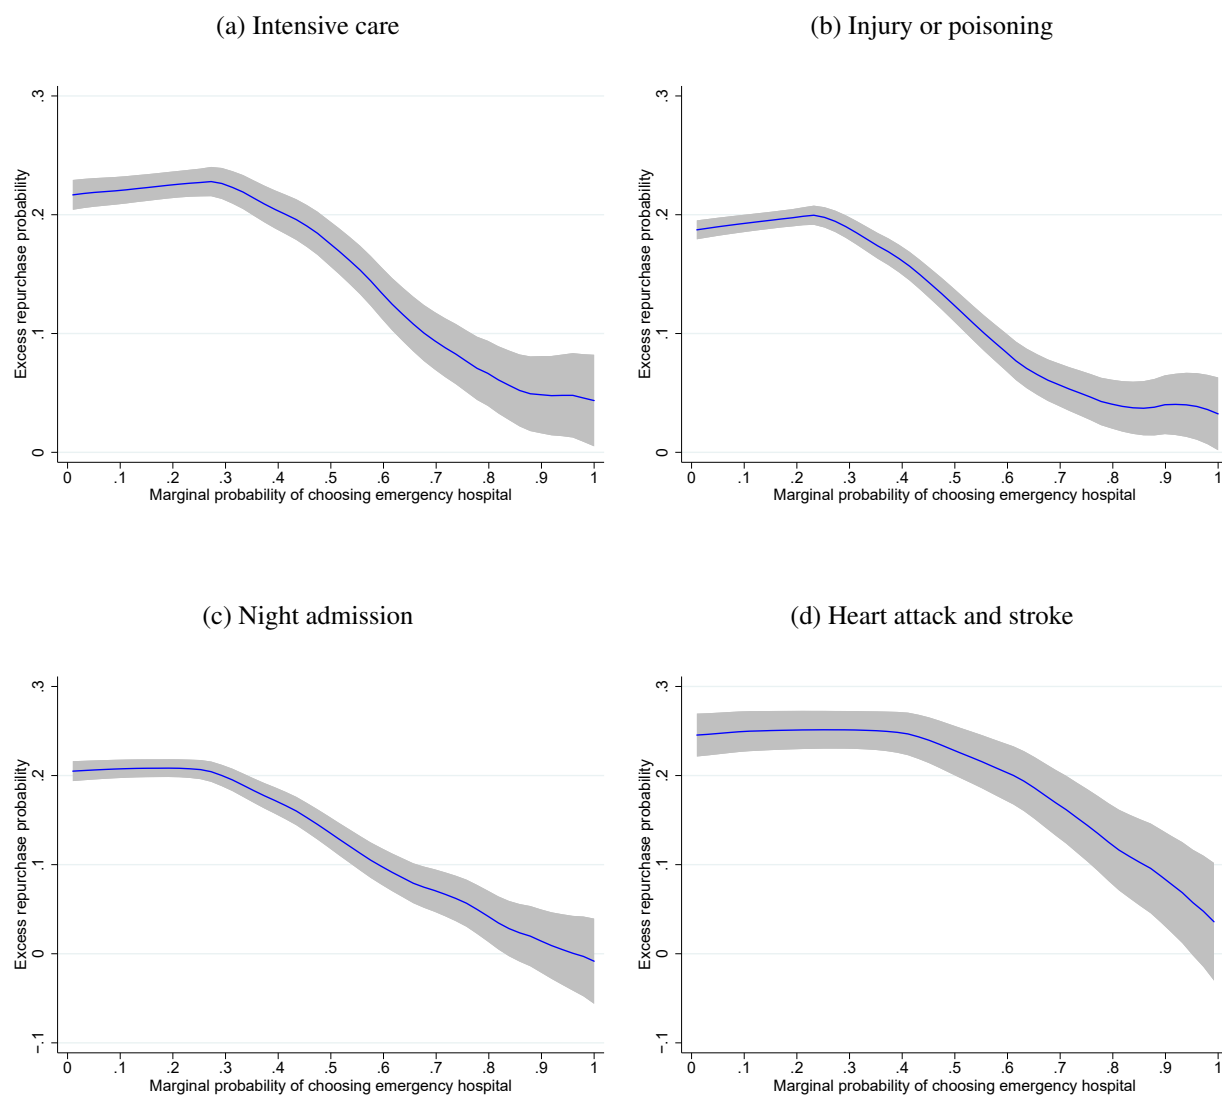 (a) Intensive care
Excess repurchase probability
.3
.2
.1
0
0 .1 .2 .3 .4 .5 .6 .7 .8 .9 1
Marginal probability of choosing emergency hospital
(b) Injury or poisoning
Excess repurchase probability
.3
.2
.1
0
0 .1 .2 .3 .4 .5 .6 .7 .8 .9 1
Marginal probability of choosing emergency hospital
(c) Night admission
Excess repurchase probability
.3
.2
.1
0
-.1
0 .1 .2 .3 .4 .5 .6 .7 .8 .9 1
Marginal probability of choosing emergency hospital
(d) Heart attack and stroke
Excess repurchase probability
.3
.2
.1
0
-.1
0 .1 .2 .3 .4 .5 .6 .7 .8 .9 1
Marginal probability of choosing emergency hospital